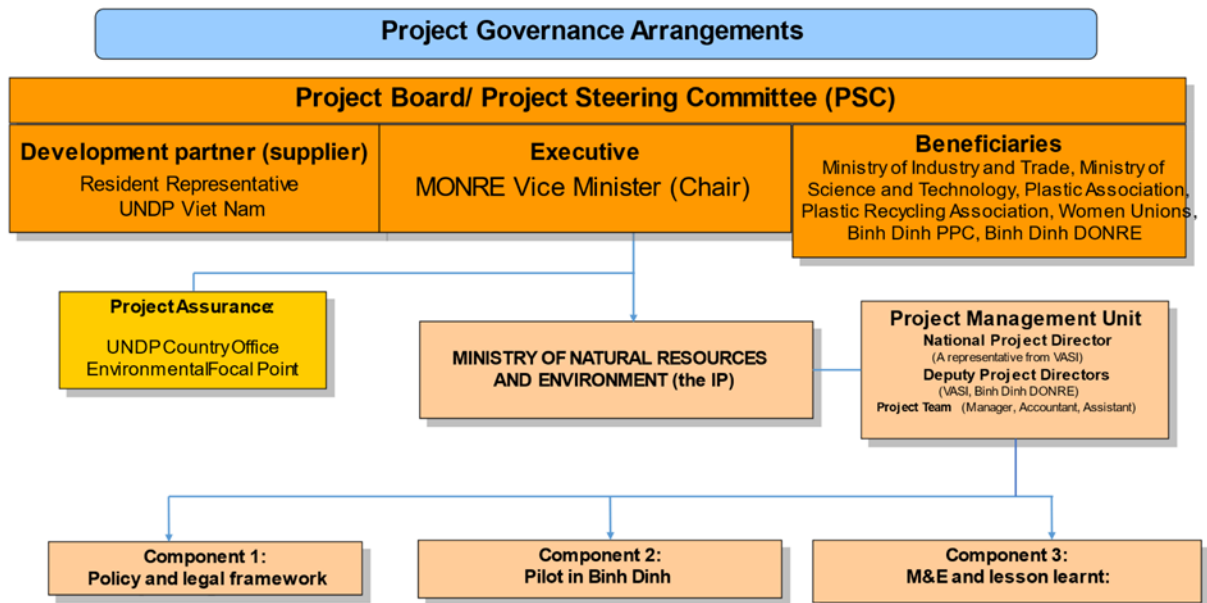 Project Governance Arrangements
Project Board/ Project Steering Committee (PSC)
Development partner (supplier)
Resident Representative
UNDP Viet Nam
Executive
MONRE Vice Minister (Chair)
Beneficiaries
Ministry of Industry and Trade, Ministry of
Science and Technology, Plastic Association,
Plastic Recycling Association, Women Unions,
Binh Dinh PPC, Binh Dinh DONRE
Project Assurance:
UNDP Country Office
Environmental Focal Point
MINISTRY OF NATURAL RESOURCES
AND ENVIRONMENT (the IP)
Project Management Unit
National Project Director
(A representative from VASI)
Deputy Project Directors
(VASI, Binh Dinh DONRE)
Project Team (Manager, Accountant, Assistant)
Component 1:
Policy and legal framework
Component 2:
Pilot in Binh Dinh
Component 3:
M&E and lesson learnt: